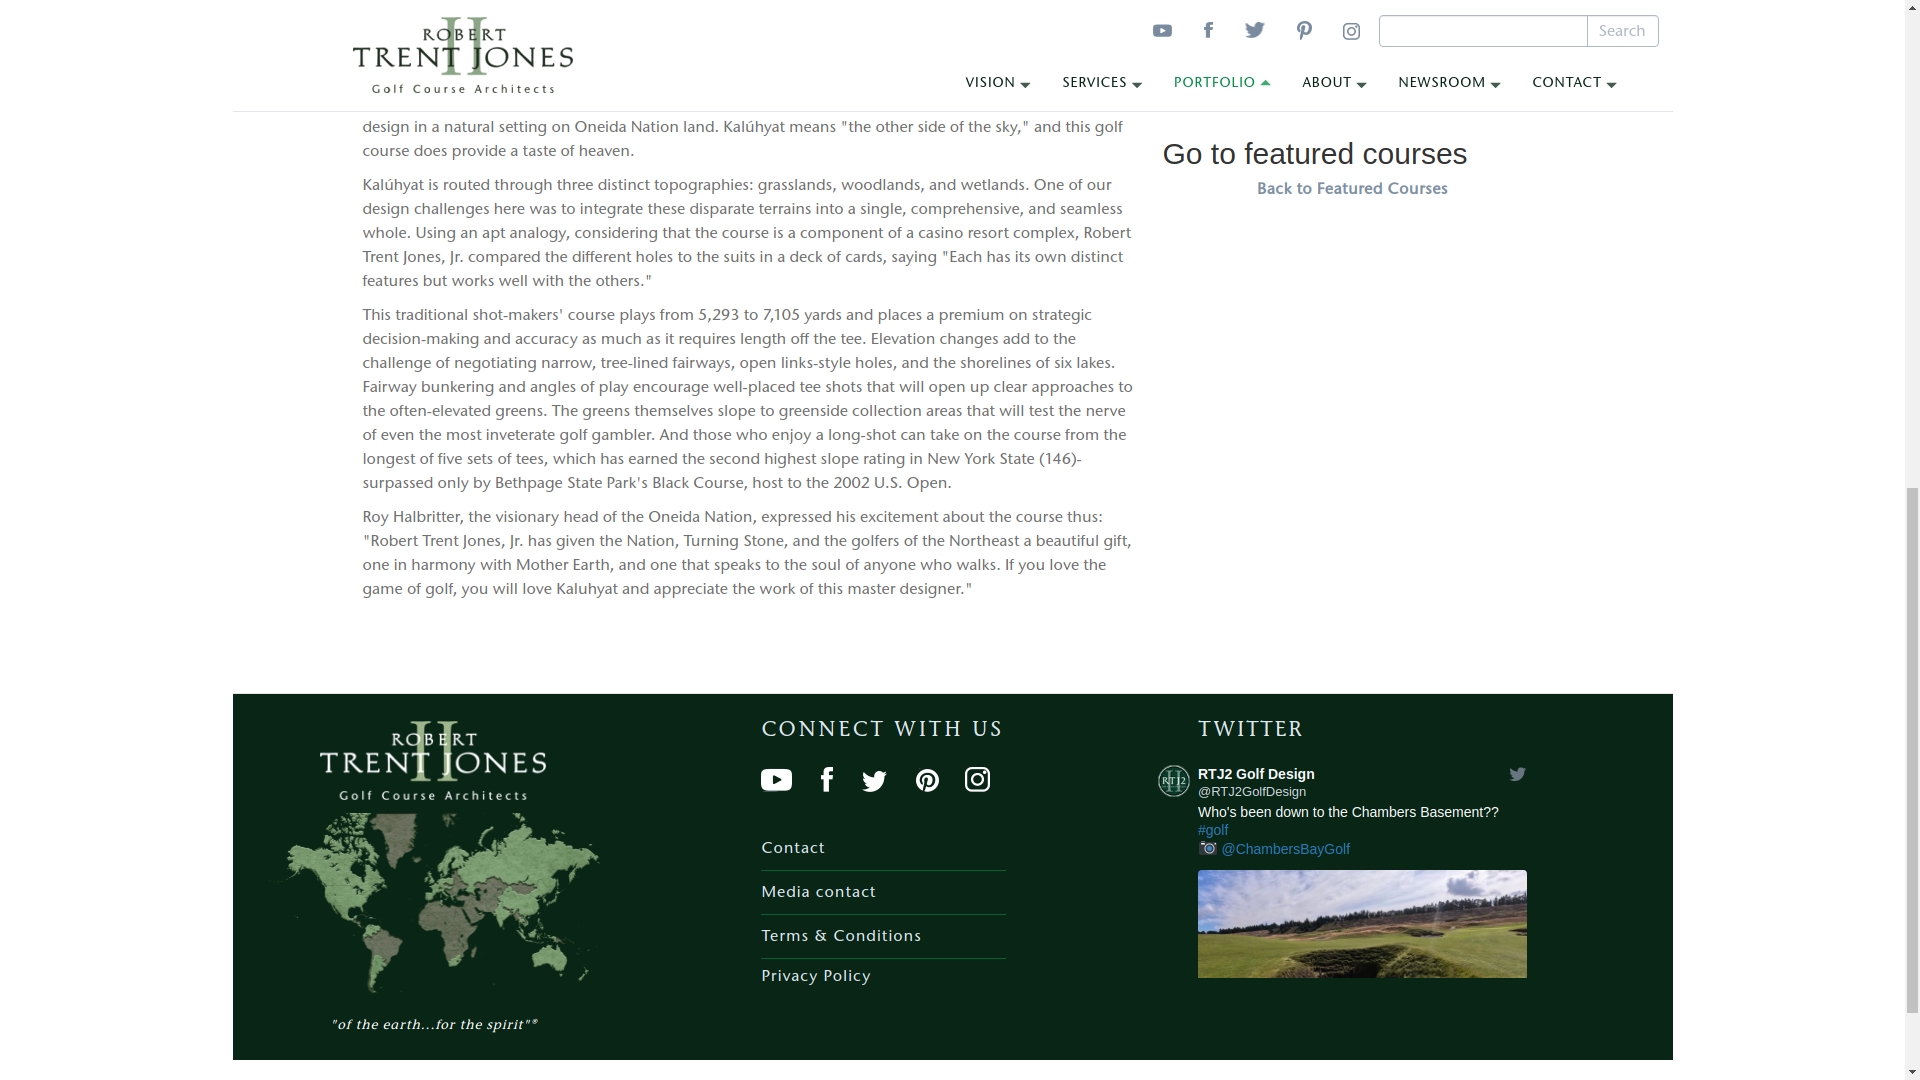 ROBERT
TRENT JONES
II
Golf Course Architects
Search
VISION
SERVICES
PORTFOLIO
ABOUT
NEWSROOM
CONTACT
design in a natural setting on Oneida Nation land. Kalúhyat means "the other side of the sky," and this golf
course does provide a taste of heaven.
Kalúhyat is routed through three distinct topographies: grasslands, woodlands, and wetlands. One of our
design challenges here was to integrate these disparate terrains into a single, comprehensive, and seamless
whole. Using an apt analogy, considering that the course is a component of a casino resort complex, Robert
Trent Jones, Jr. compared the different holes to the suits in a deck of cards, saying "Each has its own distinct
features but works well with the others."
This traditional shot-makers' course plays from 5,293 to 7,105 yards and places a premium on strategic
decision-making and accuracy as much as it requires length off the tee. Elevation changes add to the
challenge of negotiating narrow, tree-lined fairways, open links-style holes, and the shorelines of six lakes.
Fairway bunkering and angles of play encourage well-placed tee shots that will open up clear approaches to
the often-elevated greens. The greens themselves slope to greenside collection areas that will test the nerve
of even the most inveterate golf gambler. And those who enjoy a long-shot can take on the course from the
longest of five sets of tees, which has earned the second highest slope rating in New York State (146)-
surpassed only by Bethpage State Park's Black Course, host to the 2002 U.S. Open.
Roy Halbritter, the visionary head of the Oneida Nation, expressed his excitement about the course thus:
"Robert Trent Jones, Jr. has given the Nation, Turning Stone, and the golfers of the Northeast a beautiful gift,
one in harmony with Mother Earth, and one that speaks to the soul of anyone who walks. If you love the
game of golf, you will love Kaluhyat and appreciate the work of this master designer."
Go to featured courses
Back to Featured Courses
ROBERT
TRENT JONES
II
Golf Course Architects
"of the earth...for the spirit"®
CONNECT WITH US
Contact
Media contact
Terms & Conditions
Privacy Policy
TWITTER
RTJ2
RTJ2 Golf Design
@RTJ2GolfDesign
Who's been down to the Chambers Basement??
#golf
@ChambersBayGolf